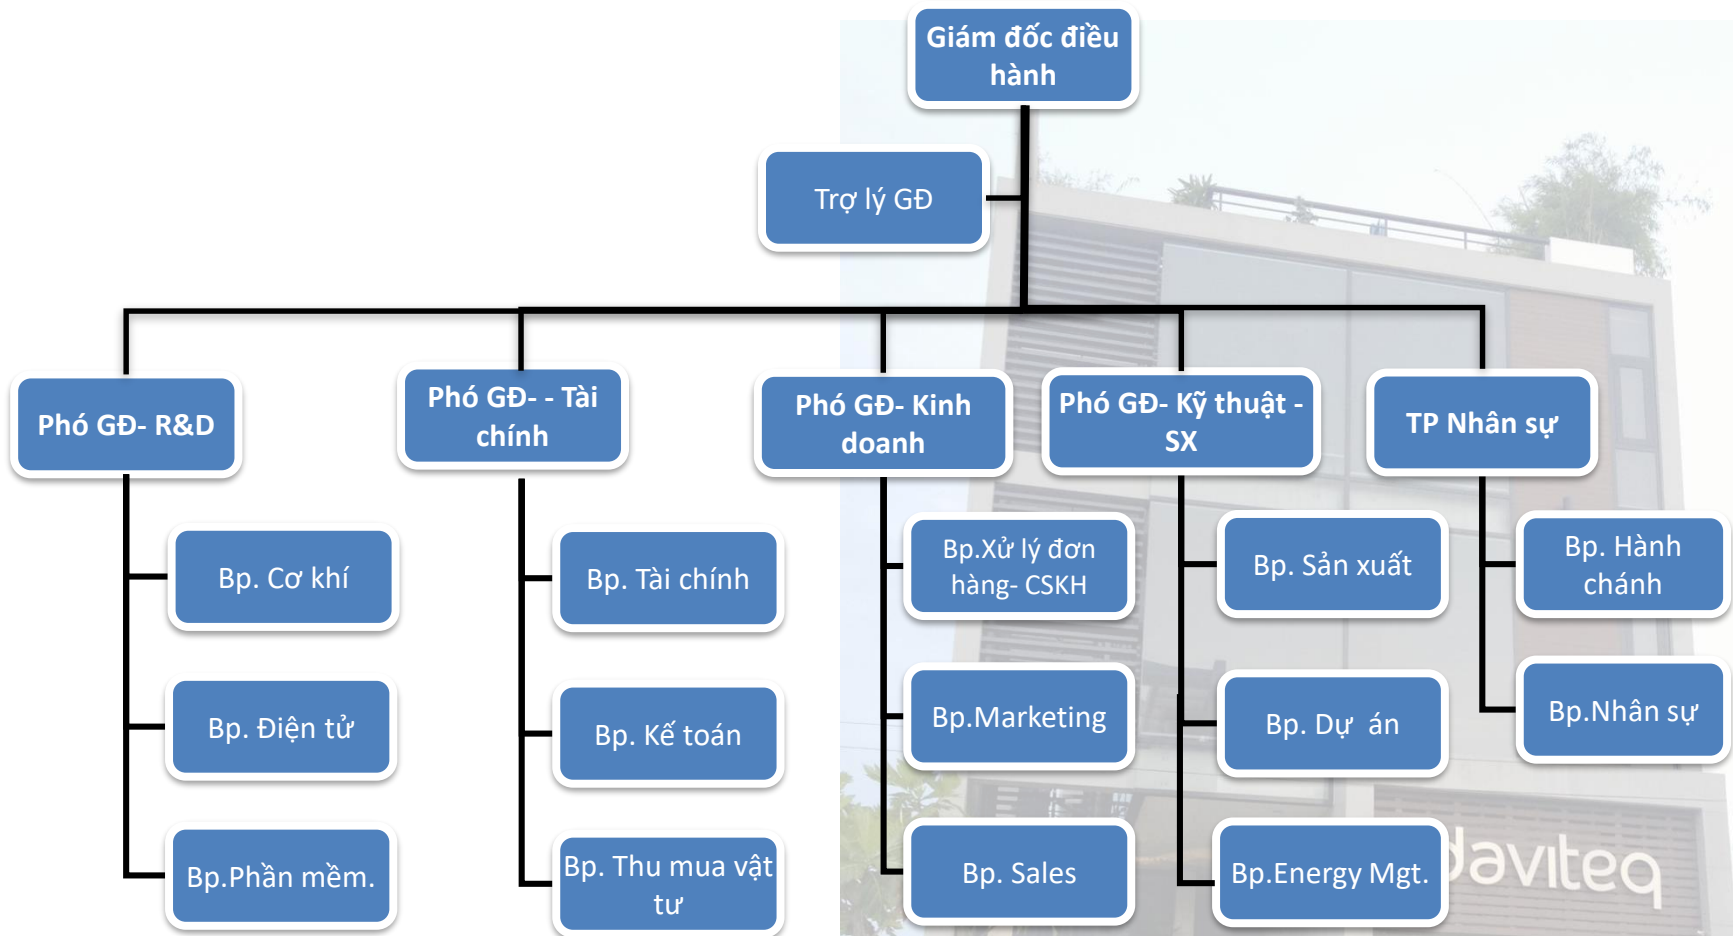 Giám đốc điều
hành
Trợ lý GĐ
Phó GĐ- R&D
Phó GĐ- - Tài
chính
Phó GĐ- Kinh
doanh
Phó GĐ- Kỹ thuật -
SX
TP Nhân sự
Bp. Cơ khí
Bp. Tài chính
Bp.Xử lý đơn
hàng- CSKH
Bp. Sản xuất
Bp. Hành
chánh
Bp. Điện tử
Bp. Kế toán
Bp.Marketing
Bp. Dự  án
Bp.Nhân sự
Bp.Phần mềm.
Bp. Thu mua vật
tư
Bp. Sales
Bp.Energy Mgt.
daviteq